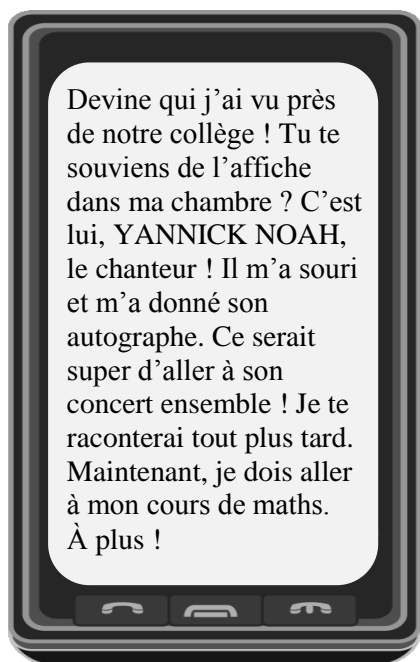 Devine qui j’ai vu près
de notre collège ! Tu te
souviens de l’affiche
dans ma chambre ? C’est
lui, YANNICK NOAH,
le chanteur ! Il m’a souri
et m’a donné son
autographe. Ce serait
super d’aller à son
concert ensemble ! Je te
raconterai tout plus tard.
Maintenant, je dois aller
à mon cours de maths.
À plus !